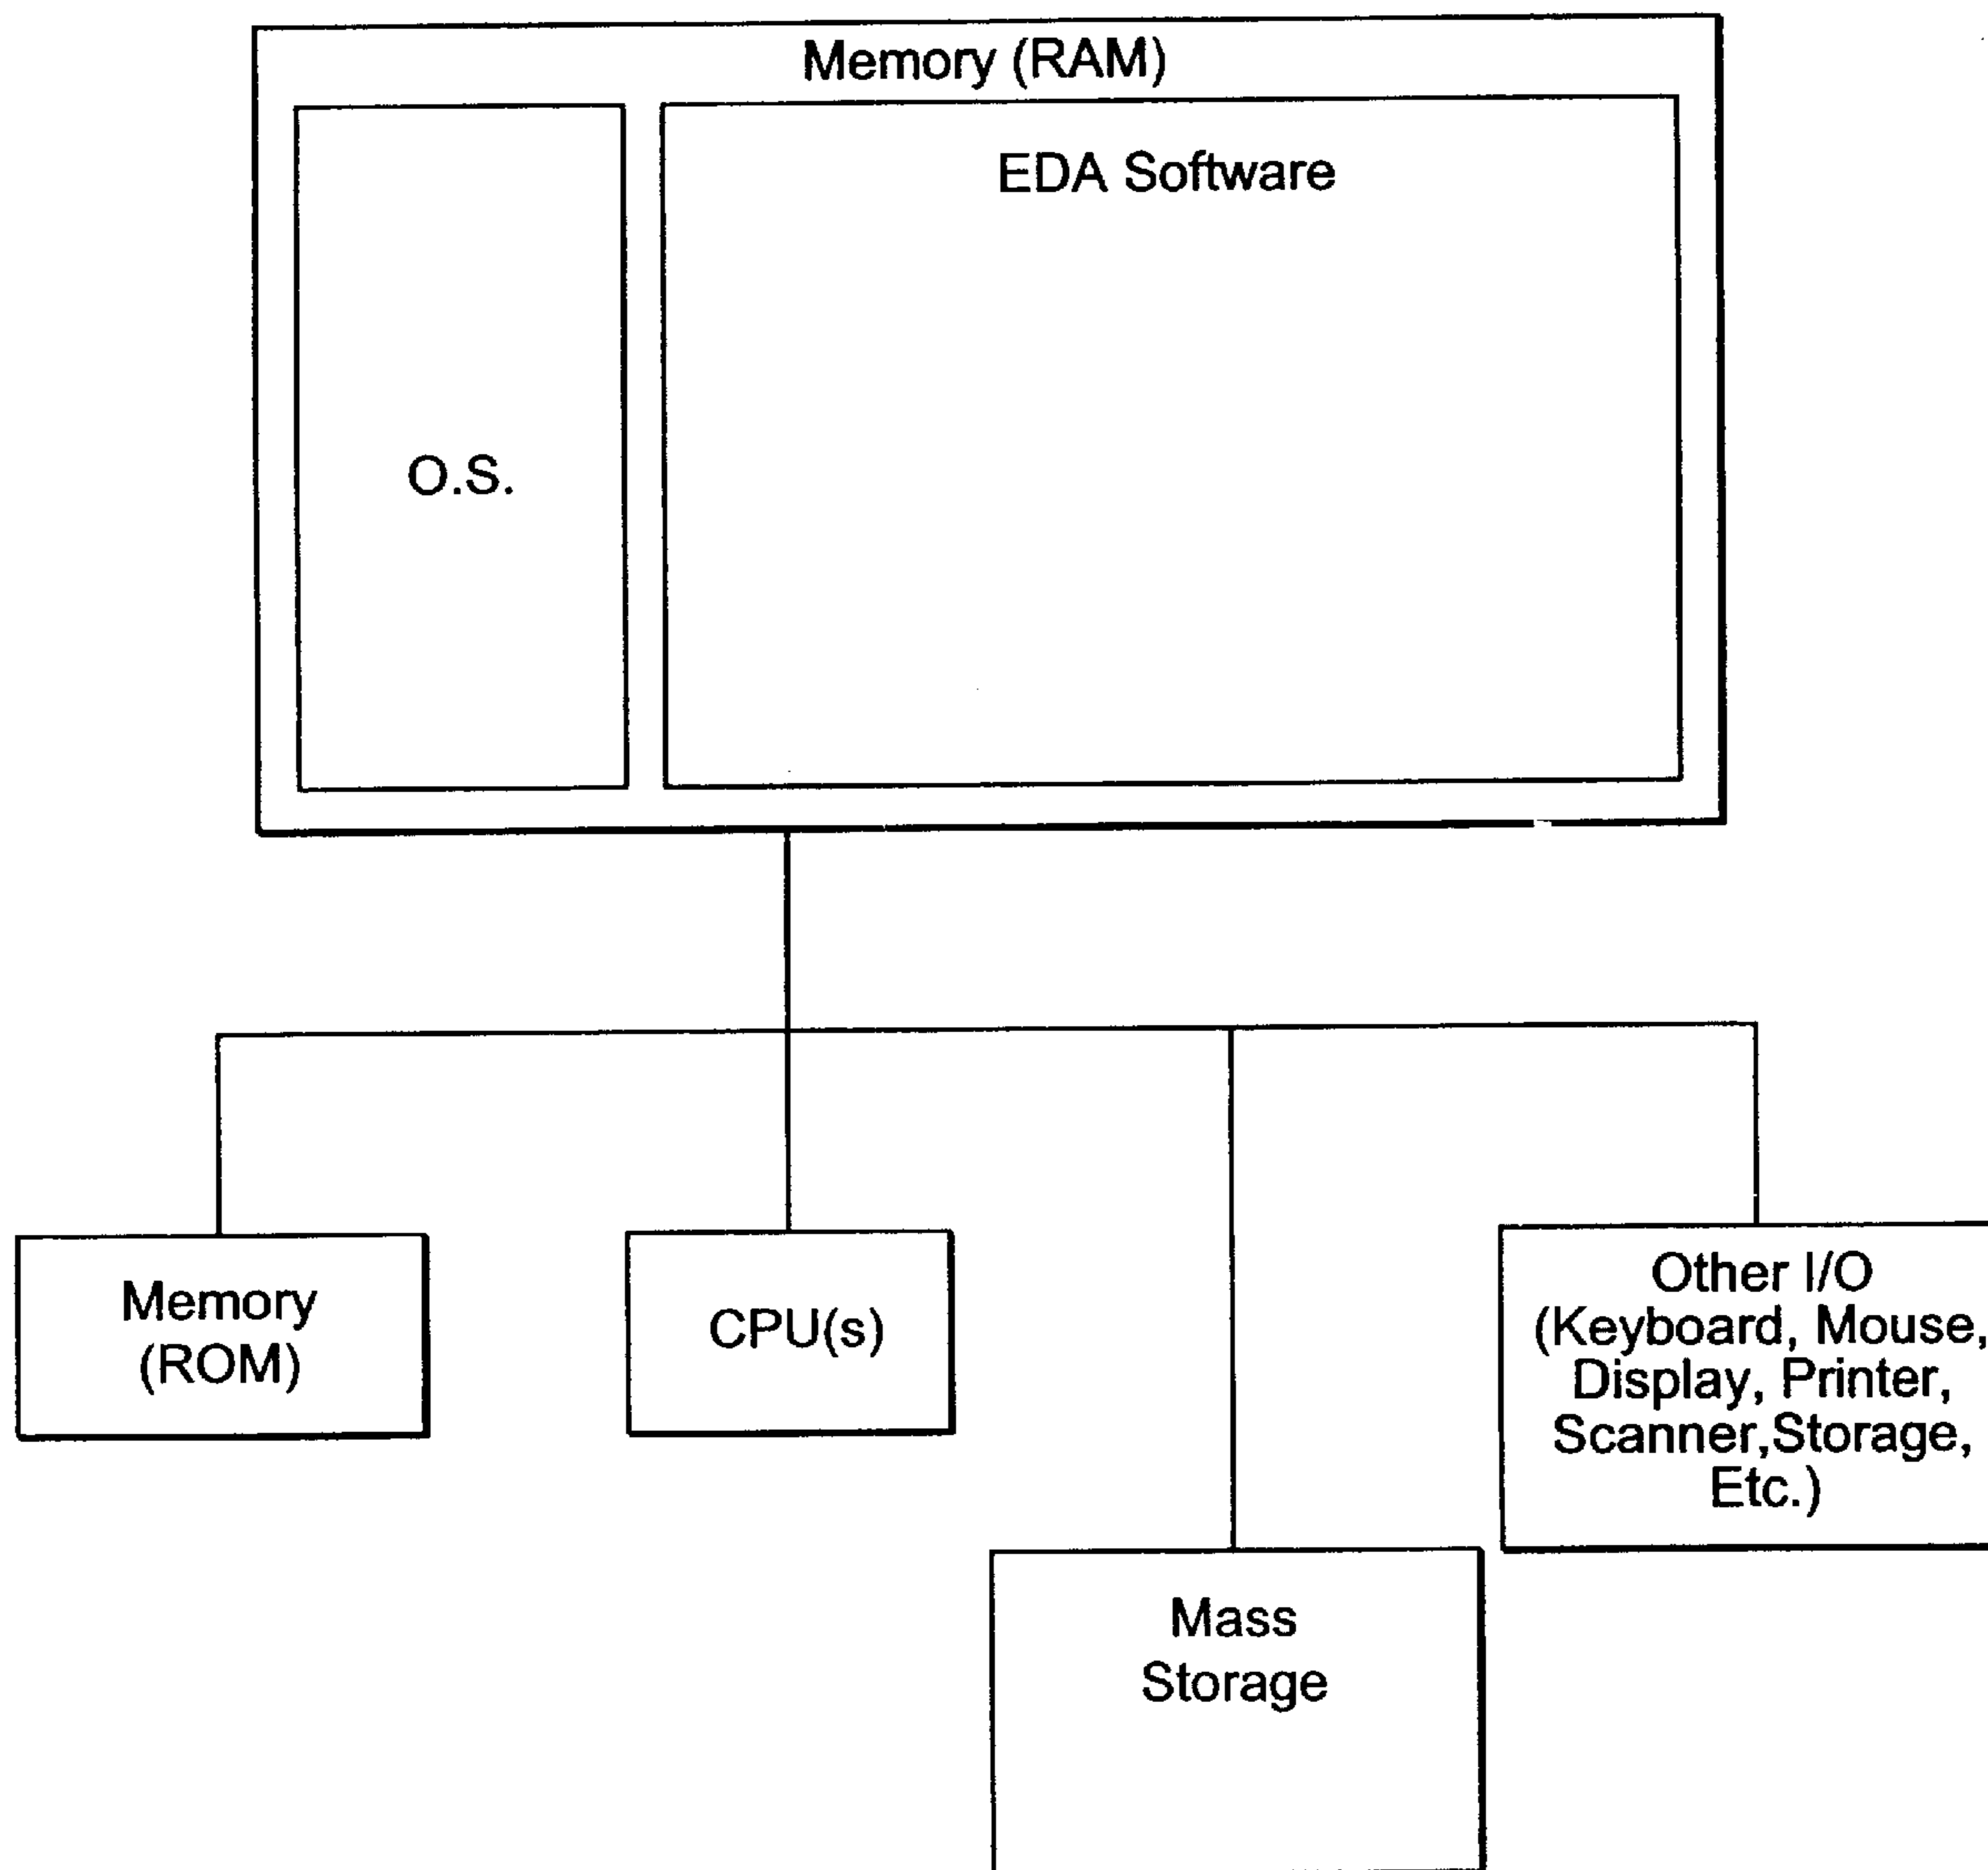 Memory (RAM)
EDA Software
O.S.
Memory
(ROM)
CPU(s)
Other I/O
(Keyboard, Mouse,
Display, Printer,
Scanner,Storage,
Etc.)
Mass
Storage